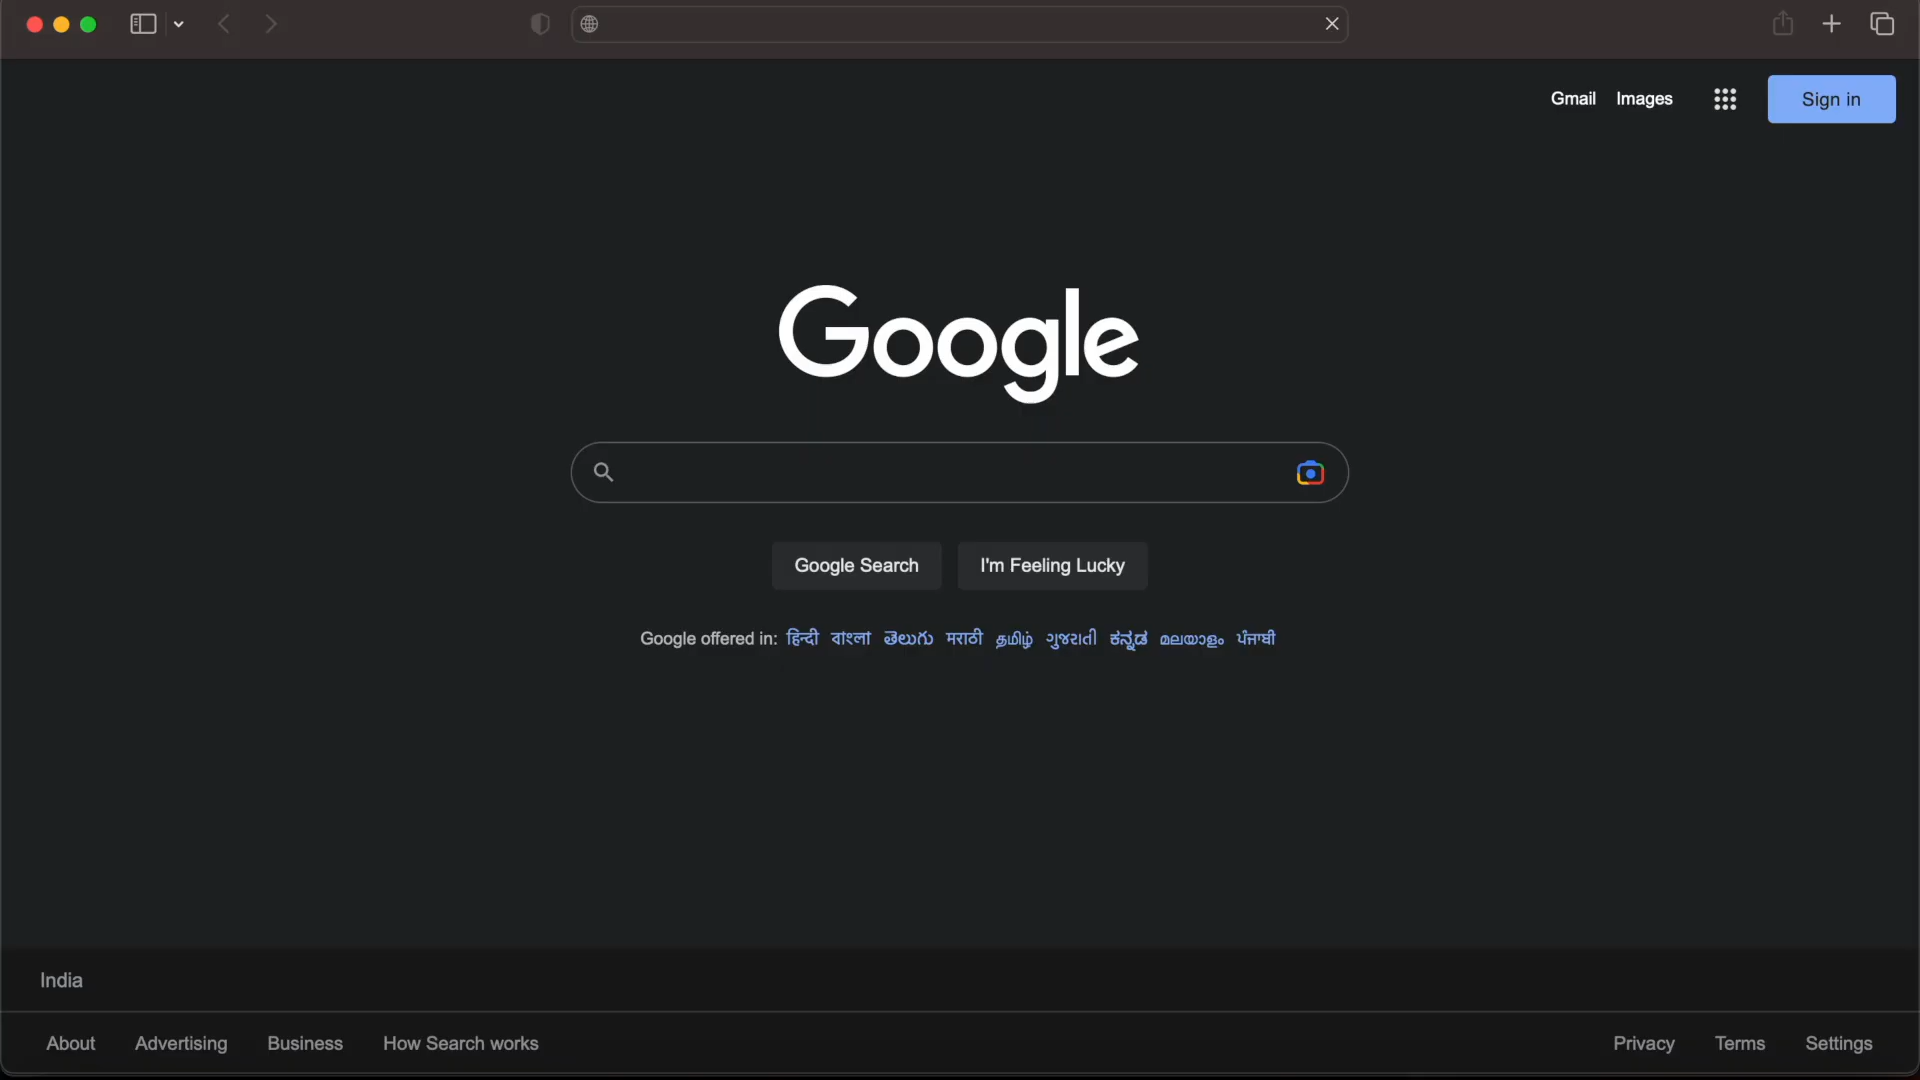 Gmail Images Sign in
Google
Google Search I'm Feeling Lucky
Google offered in: हिन्दी বাংলা తెలుగు मराठी தமிழ் ગુજરાતી ಕನ್ನಡ മലയാളം ਪੰਜਾਬੀ
India
About Advertising Business How Search works Privacy Terms Settings